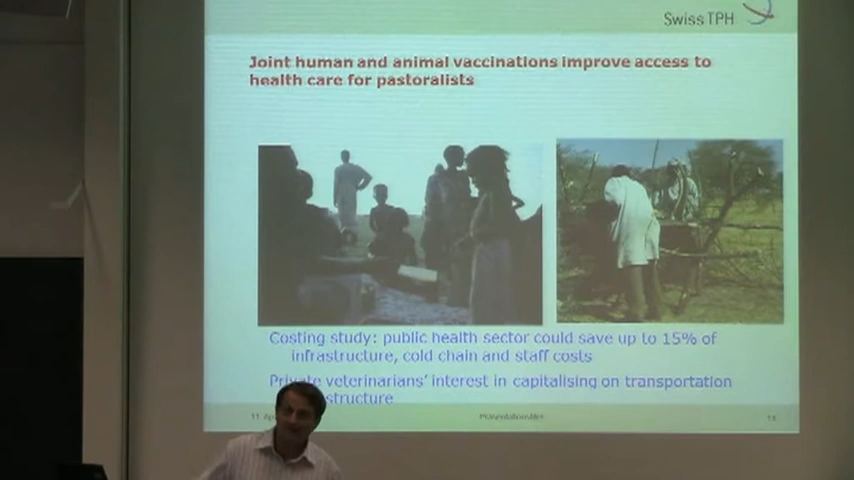 Swiss TPH
Joint human and animal vaccinations improve access to
health care for pastoralists
Costing study: public health sector could save up to 15% of
infrastructure, cold chain and staff costs
Private veterinarians' interest in capitalising on transportation
structure
11